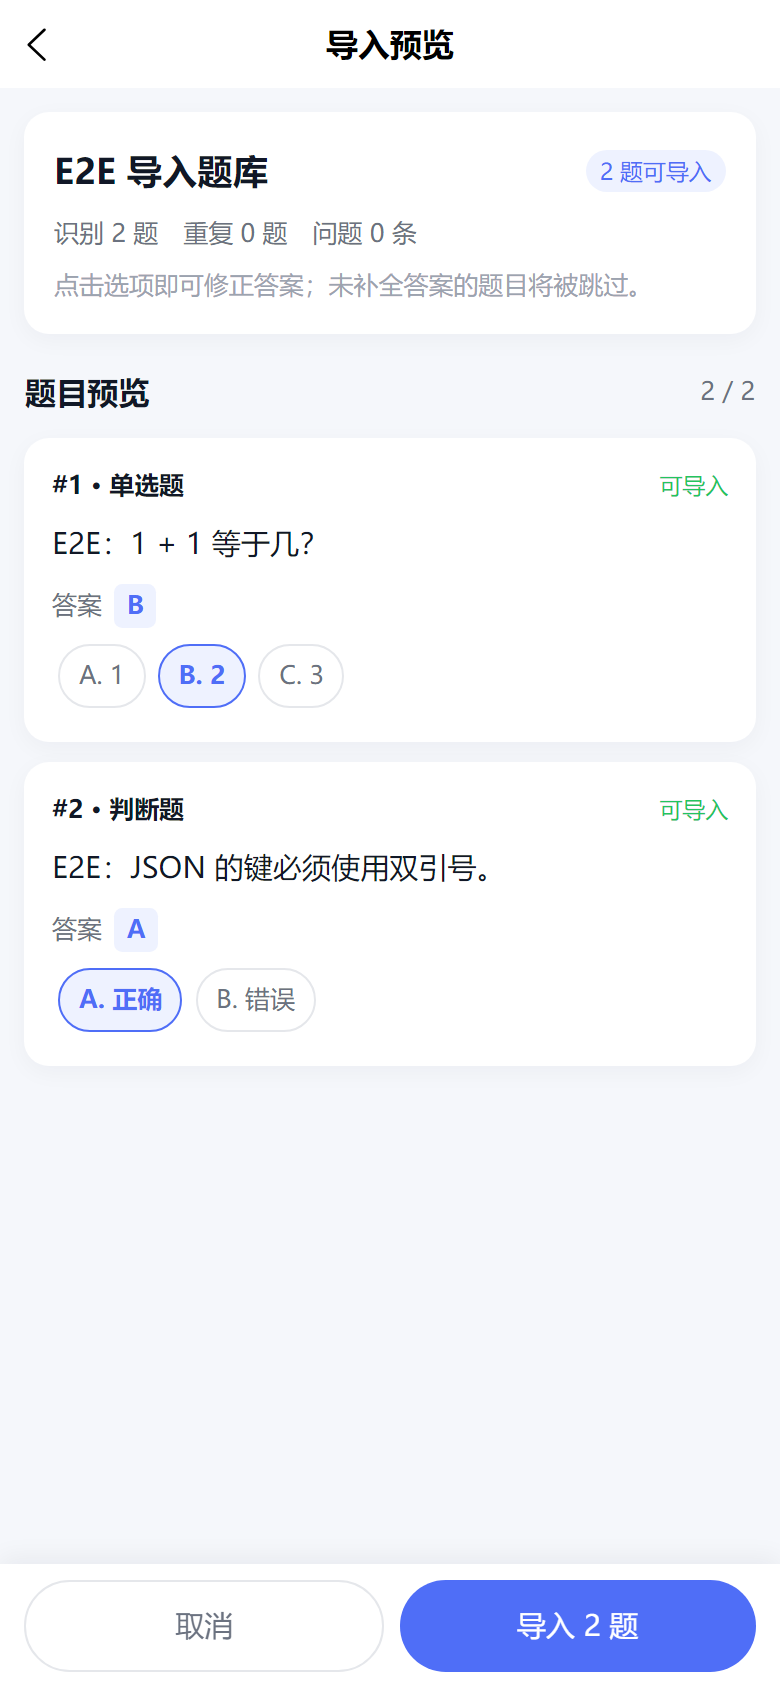 导入预览
E2E 导入题库
2 题可导入
识别 2 题 重复 0 题 问题 0 条
点击选项即可修正答案；未补全答案的题目将被跳过。
题目预览
2 / 2
#1 · 单选题
可导入
E2E：1 + 1 等于几？
答案 B
A. 1 B. 2 C. 3
#2 · 判断题
可导入
E2E：JSON 的键必须使用双引号。
答案 A
A. 正确 B. 错误
取消
导入 2 题